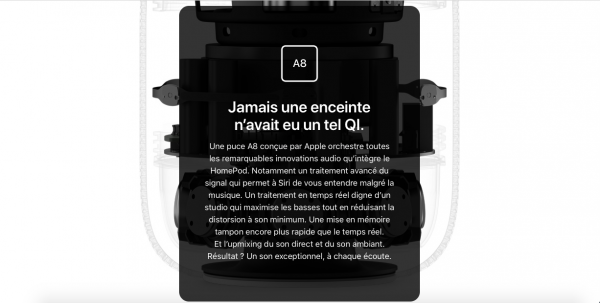 A8
Jamais une enceinte
n’avait eu un tel QI.
Une puce A8 conçue par Apple orchestre toutes
les remarquables innovations audio qu’intègre le
HomePod. Notamment un traitement avancé du
signal qui permet à Siri de vous entendre malgré la
musique. Un traitement en temps réel digne d’un
studio qui maximise les basses tout en réduisant la
distorsion à son minimum. Une mise en mémoire
tampon encore plus rapide que le temps réel.
Et l’upmixing du son direct et du son ambiant.
Résultat ? Un son exceptionnel, à chaque écoute.